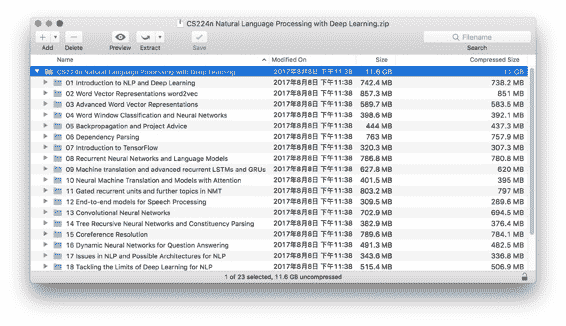 CS224n Natural Language Processing with Deep Learning.zip
Add Delete Preview Extract Save Filename Search
Name Modified On Size Compressed Size
CS224n Natural Language Processing with Deep Learning 2017年8月8日 下午11:38 11.6 GB
01 Introduction to NLP and Deep Learning 2017年8月8日 下午11:38 742.4 MB 738.2 MB
02 Word Vector Representations word2vec 2017年8月8日 下午11:38 857.3 MB 851 MB
03 Advanced Word Vector Representations 2017年8月8日 下午11:38 589.7 MB 583.5 MB
04 Word Window Classification and Neural Networks 2017年8月8日 下午11:38 398.6 MB 392.1 MB
05 Backpropagation and Project Advice 2017年8月8日 下午11:38 444 MB 437.3 MB
06 Dependency Parsing 2017年8月8日 下午11:38 763 MB 757.9 MB
07 Introduction to TensorFlow 2017年8月8日 下午11:38 320.3 MB 307.3 MB
08 Recurrent Neural Networks and Language Models 2017年8月8日 下午11:38 786.8 MB 780.8 MB
09 Machine translation and advanced recurrent LSTMs and GRUs 2017年8月8日 下午11:38 627.8 MB 620 MB
10 Neural Machine Translation and Models with Attention 2017年8月8日 下午11:38 401.5 MB 395 MB
11 Gated recurrent units and further topics in NMT 2017年8月8日 下午11:38 803.2 MB 797 MB
12 End-to-end models for Speech Processing 2017年8月8日 下午11:38 309.5 MB 289.6 MB
13 Convolutional Neural Networks 2017年8月8日 下午11:38 702.9 MB 694.5 MB
14 Tree Recursive Neural Networks and Constituency Parsing 2017年8月8日 下午11:38 382.9 MB 376.4 MB
15 Coreference Resolution 2017年8月8日 下午11:38 789.6 MB 784.1 MB
16 Dynamic Neural Networks for Question Answering 2017年8月8日 下午11:38 491.3 MB 482.5 MB
17 Issues in NLP and Possible Architectures for NLP 2017年8月8日 下午11:38 343.6 MB 336.8 MB
18 Tackling the Limits of Deep Learning for NLP 2017年8月8日 下午11:38 515.4 MB 506.9 MB
1 of 23 selected, 11.6 GB uncompressed